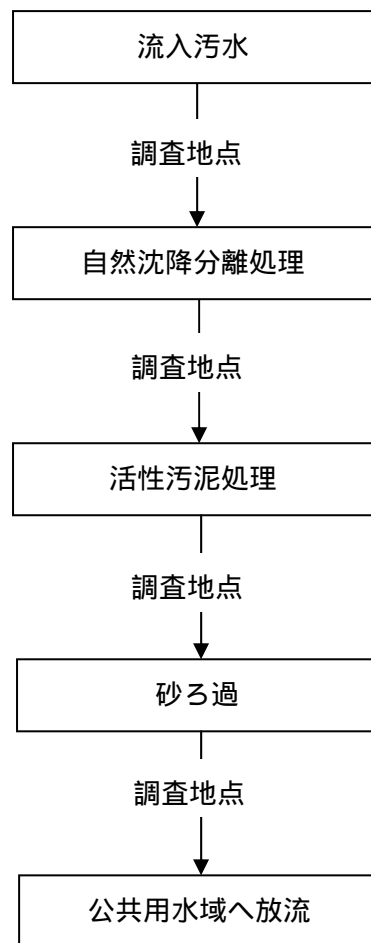 流入汚水
調査地点
自然沈降分離処理
調査地点
活性汚泥処理
調査地点
砂ろ過
調査地点
公共用水域へ放流